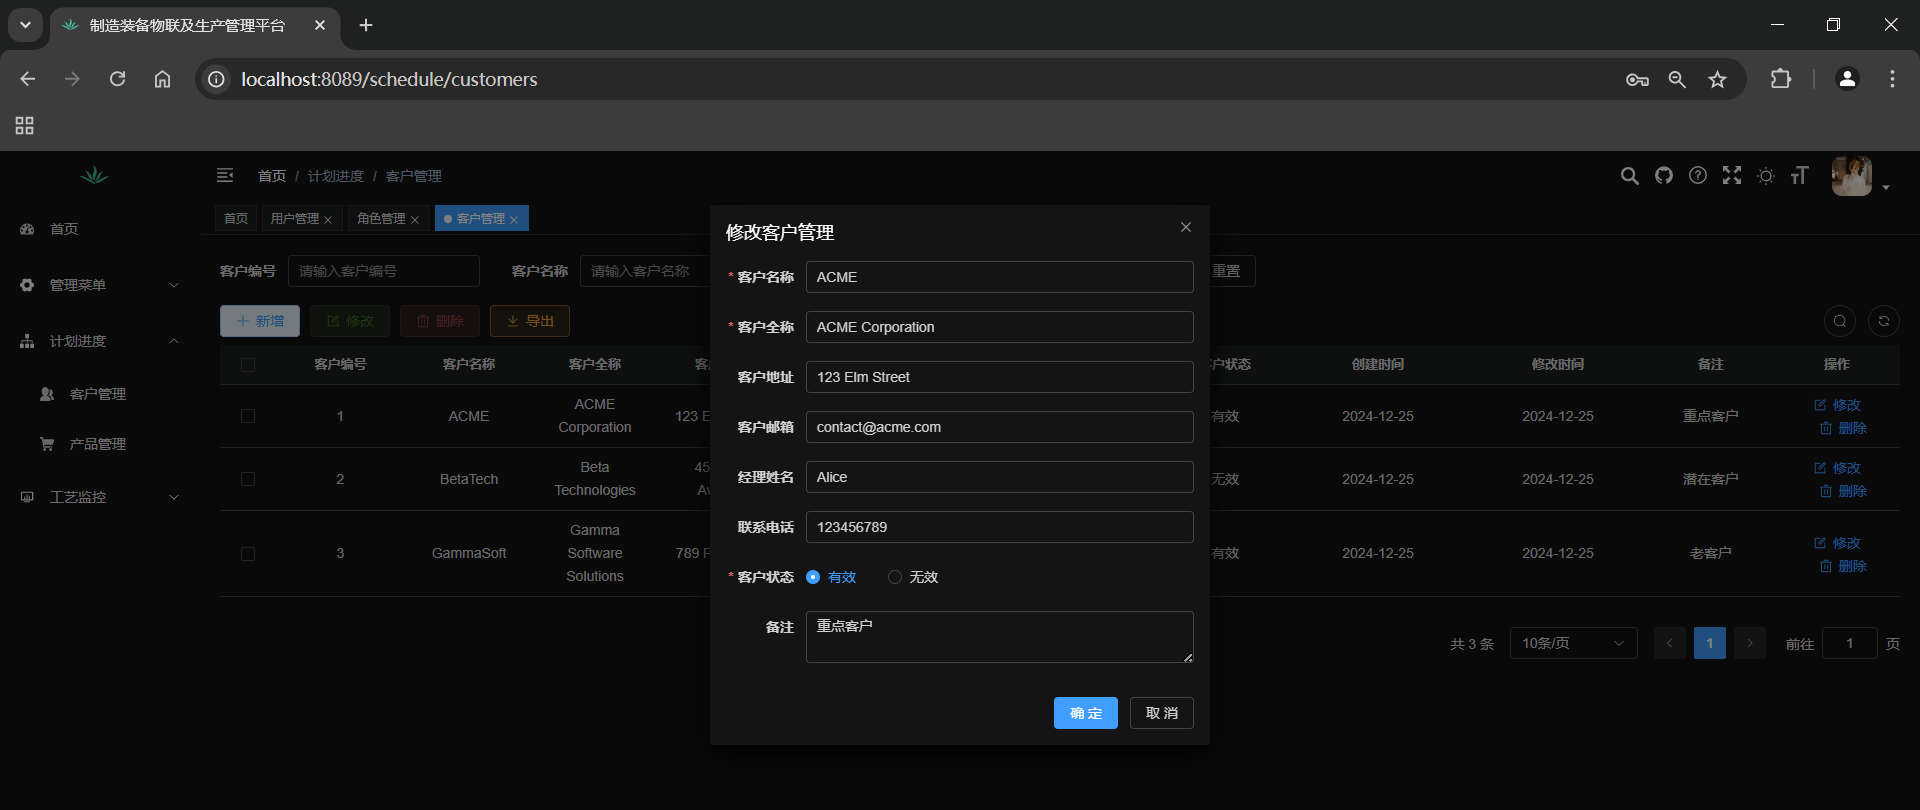 制造装备物联及生产管理平台
localhost:8089/schedule/customers
首页 / 计划进度 / 客户管理
首页 用户管理 角色管理 客户管理
首页
管理菜单
计划进度
客户管理
产品管理
工艺监控
客户编号 请输入客户编号 客户名称 请输入客户名称 重置
新增 修改 删除 导出
客户编号 客户名称 客户全称 客 户状态 创建时间 修改时间 备注 操作
1 ACME ACME Corporation 123 E 有效 2024-12-25 2024-12-25 重点客户 修改 删除
2 BetaTech Beta Technologies 45 Av 无效 2024-12-25 2024-12-25 潜在客户 修改 删除
3 GammaSoft Gamma Software Solutions 789 有效 2024-12-25 2024-12-25 老客户 修改 删除
共 3 条 10条/页 1 前往 1 页
修改客户管理
* 客户名称 ACME
* 客户全称 ACME Corporation
客户地址 123 Elm Street
客户邮箱 contact@acme.com
经理姓名 Alice
联系电话 123456789
* 客户状态 有效 无效
备注 重点客户
确 定 取 消